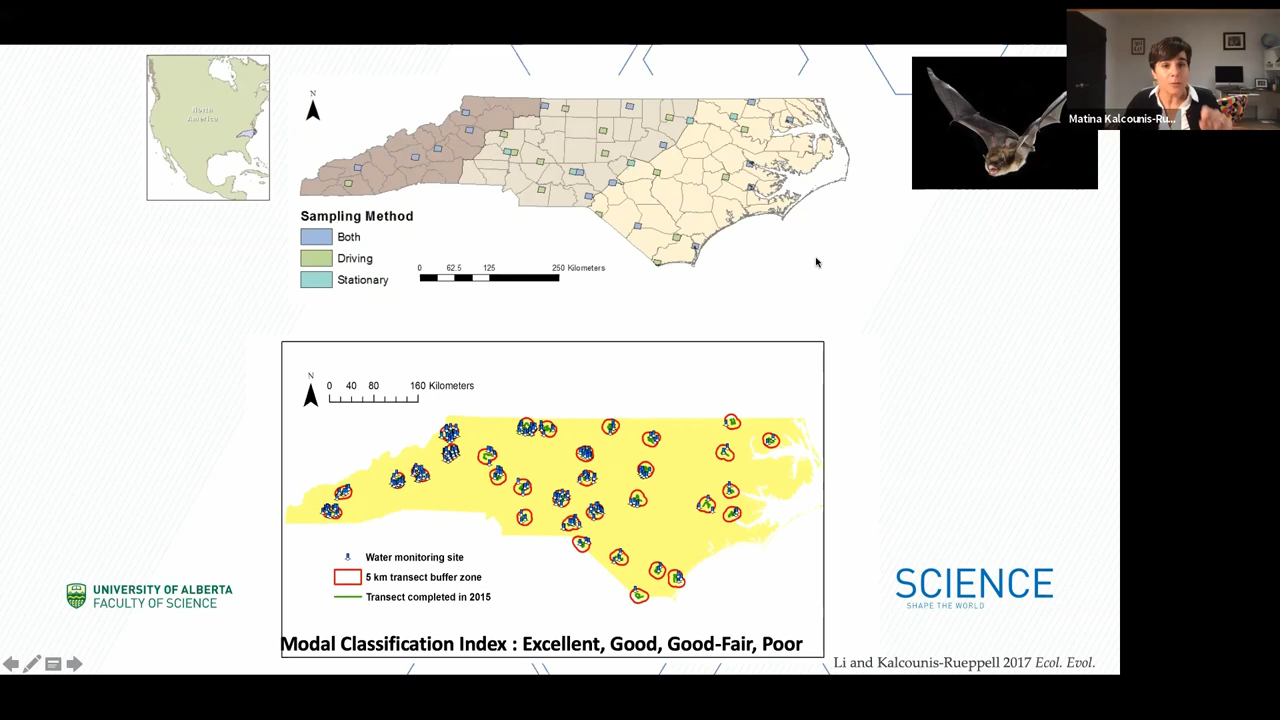 North
America
N
Sampling Method
Both
Driving
Stationary
0 62.5 125 250 Kilometers
Matina Kalcounis-Ru...
N
0 40 80 160 Kilometers
Water monitoring site
5 km transect buffer zone
Transect completed in 2015
Modal Classification Index : Excellent, Good, Good-Fair, Poor
UNIVERSITY OF ALBERTA
FACULTY OF SCIENCE
SCIENCE
SHAPE THE WORLD
Li and Kalcounis-Rueppell 2017 Ecol. Evol.